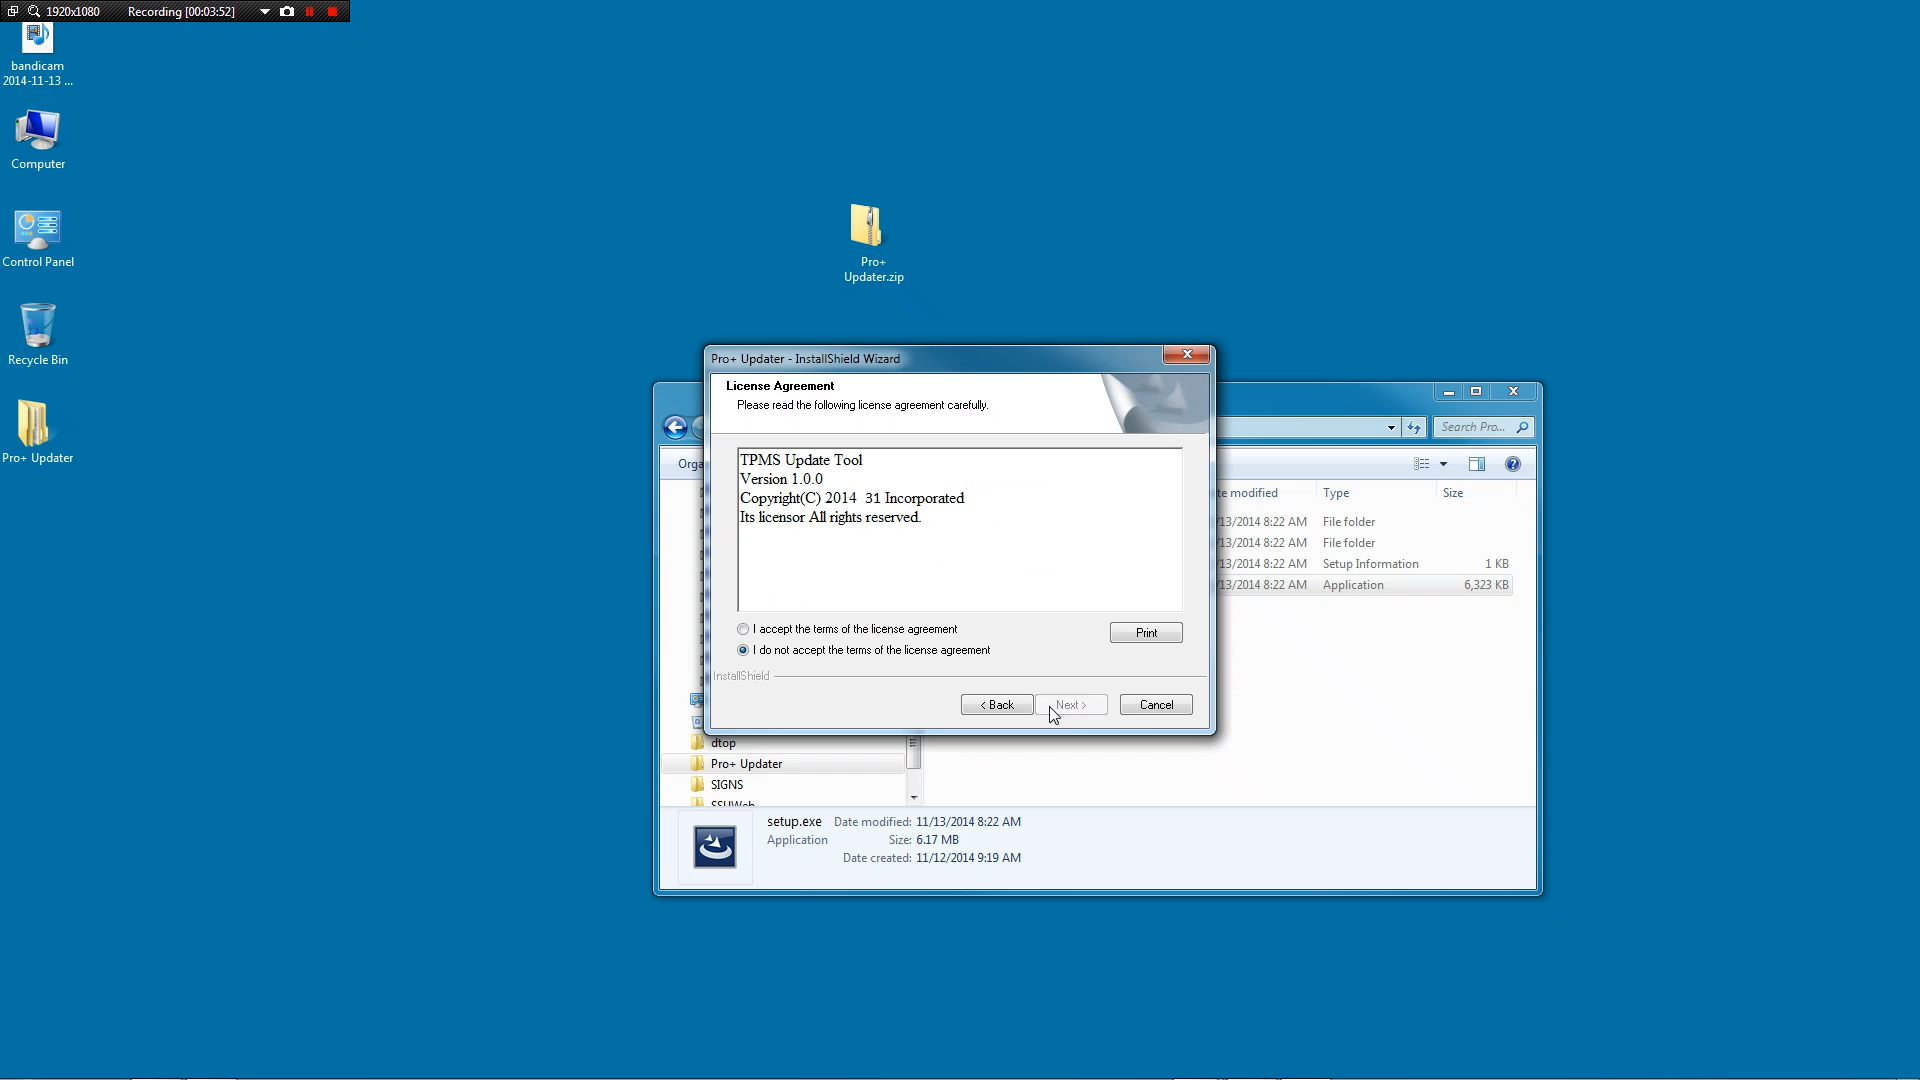 1920x1080 Recording [00:03:52]
bandicam
2014-11-13 ...
Computer
Control Panel
Recycle Bin
Pro+ Updater
Pro+
Updater.zip
Pro+ Updater - InstallShield Wizard
License Agreement
Please read the following license agreement carefully.
TPMS Update Tool
Version 1.0.0
Copyright(C) 2014 31 Incorporated
Its licensor All rights reserved.
I accept the terms of the license agreement
I do not accept the terms of the license agreement
Print
InstallShield
< Back
Next >
Cancel
Search Pro...
Orga
te modified Type Size
/13/2014 8:22 AM File folder
/13/2014 8:22 AM File folder
/13/2014 8:22 AM Setup Information 1 KB
/13/2014 8:22 AM Application 6,323 KB
dtop
Pro+ Updater
SIGNS
SSUWeb
setup.exe Date modified: 11/13/2014 8:22 AM
Application Size: 6.17 MB
Date created: 11/12/2014 9:19 AM